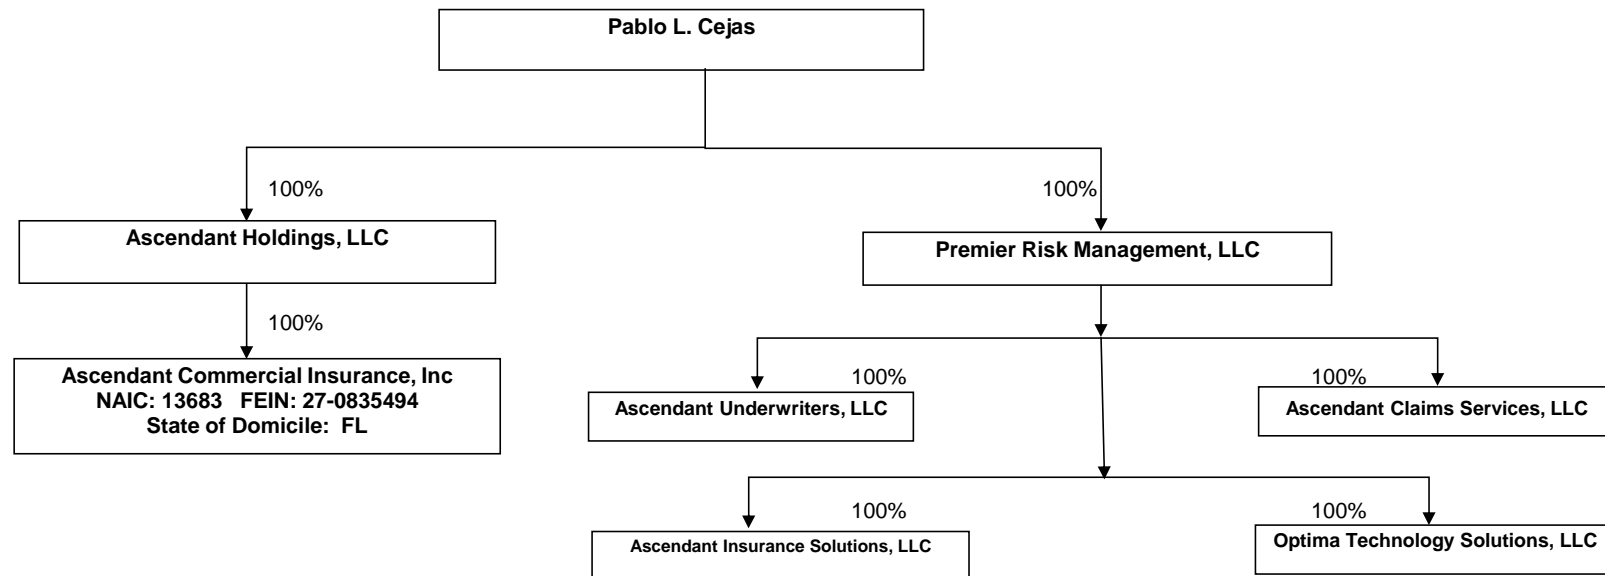 Pablo L. Cejas
100%
100%
Ascendant Holdings, LLC
Premier Risk Management, LLC
100%
Ascendant Commercial Insurance, Inc
NAIC: 13683   FEIN: 27-0835494
State of Domicile:  FL
100%
100%
Ascendant Underwriters, LLC
Ascendant Claims Services, LLC
100%
100%
Ascendant Insurance Solutions, LLC
Optima Technology Solutions, LLC